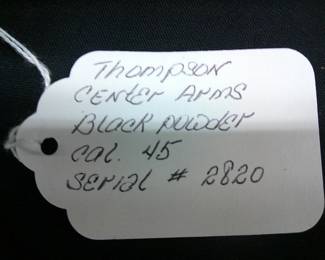 Thompson
Center Arms
Black powder
cal. 45
Serial # 2820